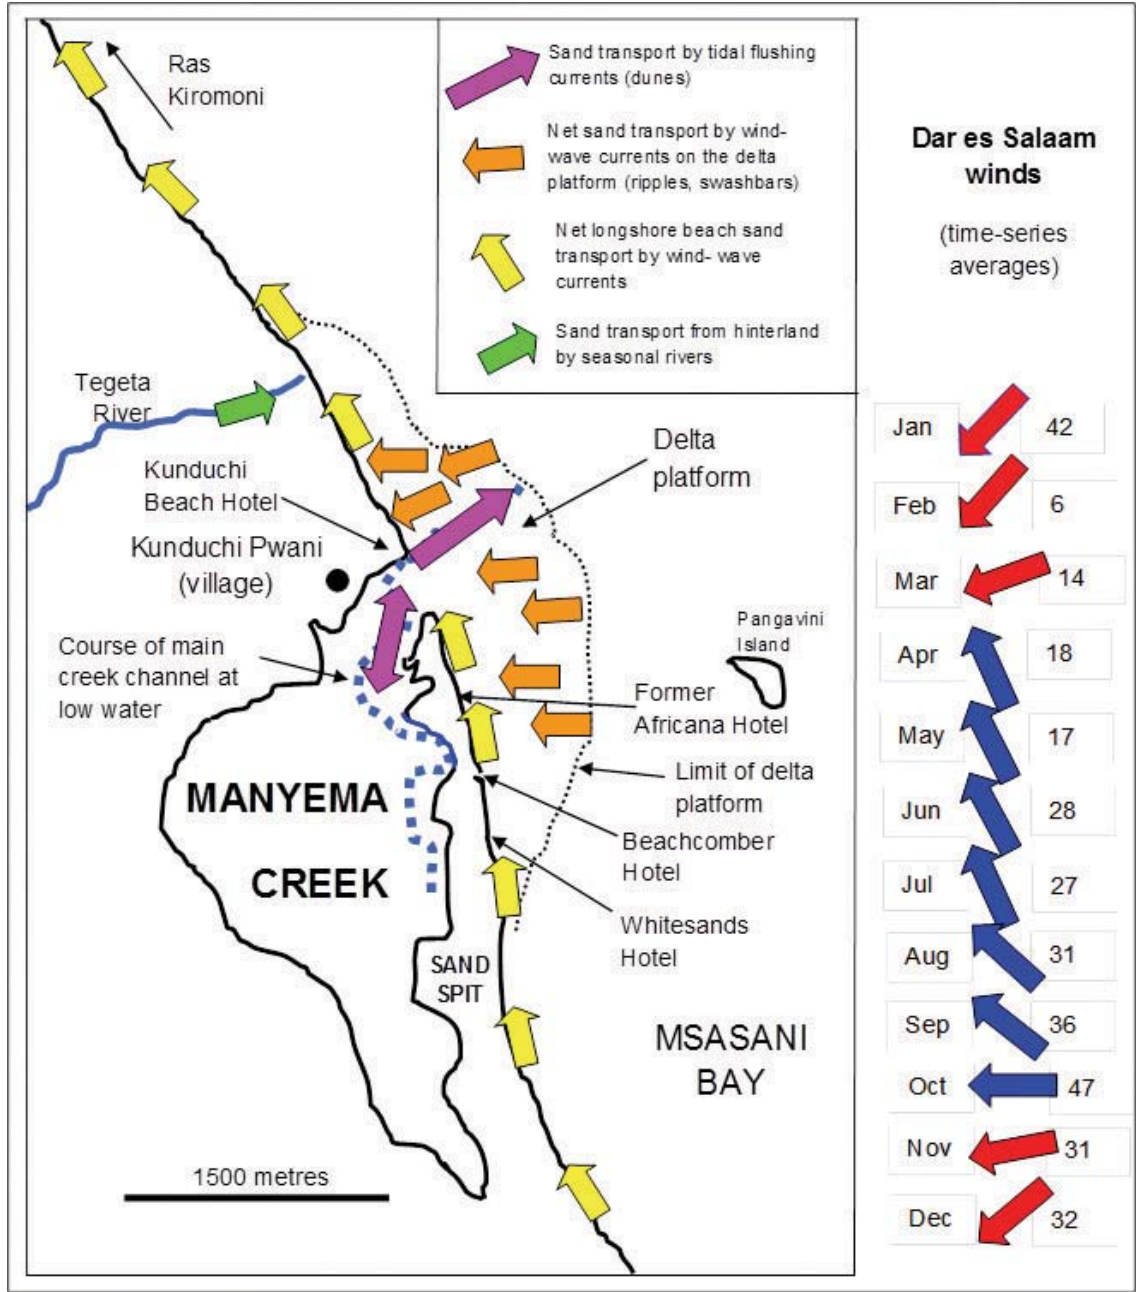 Ras
Kiromoni
Sand transport by tidal flushing
currents (dunes)
Net sand transport by wind-
wave currents on the delta
platform (ripples, swashbars)
Net longshore beach sand
transport by wind- wave
currents
Sand transport from hinterland
by seasonal rivers
Tegeta
River
Kunduchi
Beach Hotel
Kunduchi Pwani
(village)
Delta
platform
Course of main
creek channel at
low water
Pangavini
Island
Former
Africana Hotel
Limit of delta
platform
Beachcomber
Hotel
Whitesands
Hotel
MANYEMA
CREEK
SAND
SPIT
MSASANI
BAY
1500 metres
Dar es Salaam
winds
(time-series
averages)
Jan 42
Feb 6
Mar 14
Apr 18
May 17
Jun 28
Jul 27
Aug 31
Sep 36
Oct 47
Nov 31
Dec 32